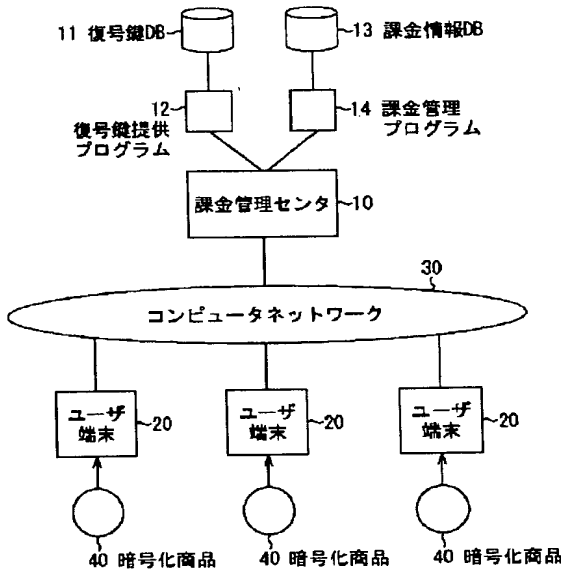 11 復号鍵DB
13 課金情報DB
12
復号鍵提供
プログラム
14 課金管理
プログラム
課金管理センタ
10
30
コンピュータネットワーク
ユーザ
端末
20
ユーザ
端末
20
ユーザ
端末
20
40 暗号化商品
40 暗号化商品
40 暗号化商品